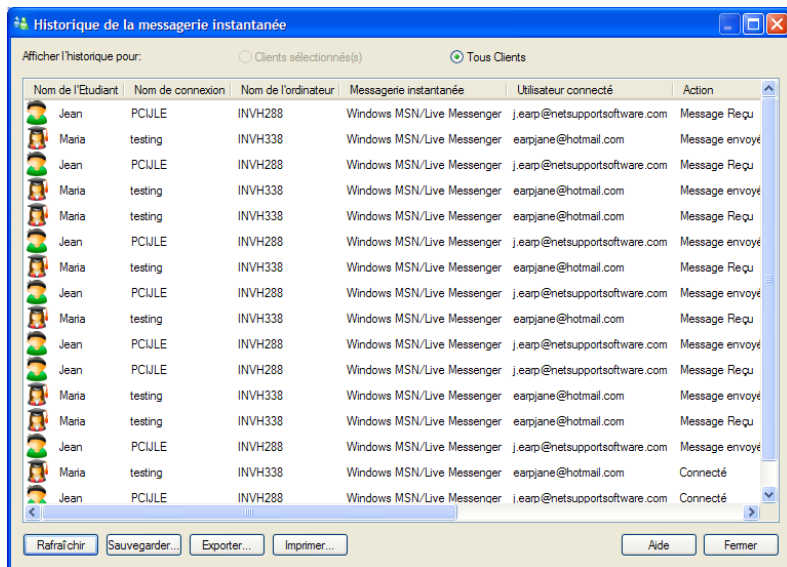 Historique de la messagerie instantanée
Afficher l'historique pour: Clients sélectionnés(s) Tous Clients
Nom de l'Etudiant Nom de connexion Nom de l'ordinateur Messagerie instantanée Utilisateur connecté Action
Jean PCIJLE INVH288 Windows MSN/Live Messenger j.earp@netsupportsoftware.com Message Reçu
Maria testing INVH338 Windows MSN/Live Messenger earpjane@hotmail.com Message envoyé
Jean PCIJLE INVH288 Windows MSN/Live Messenger j.earp@netsupportsoftware.com Message Reçu
Maria testing INVH338 Windows MSN/Live Messenger earpjane@hotmail.com Message envoyé
Maria testing INVH338 Windows MSN/Live Messenger earpjane@hotmail.com Message Reçu
Jean PCIJLE INVH288 Windows MSN/Live Messenger j.earp@netsupportsoftware.com Message envoyé
Maria testing INVH338 Windows MSN/Live Messenger earpjane@hotmail.com Message Reçu
Jean PCIJLE INVH288 Windows MSN/Live Messenger j.earp@netsupportsoftware.com Message envoyé
Maria testing INVH338 Windows MSN/Live Messenger earpjane@hotmail.com Message Reçu
Jean PCIJLE INVH288 Windows MSN/Live Messenger j.earp@netsupportsoftware.com Message envoyé
Jean PCIJLE INVH288 Windows MSN/Live Messenger j.earp@netsupportsoftware.com Message Reçu
Maria testing INVH338 Windows MSN/Live Messenger earpjane@hotmail.com Message envoyé
Maria testing INVH338 Windows MSN/Live Messenger earpjane@hotmail.com Message Reçu
Jean PCIJLE INVH288 Windows MSN/Live Messenger j.earp@netsupportsoftware.com Message envoyé
Maria testing INVH338 Windows MSN/Live Messenger earpjane@hotmail.com Connecté
Jean PCIJLE INVH288 Windows MSN/Live Messenger j.earp@netsupportsoftware.com Connecté
Rafraîchir Sauvegarder... Exporter... Imprimer... Aide Fermer